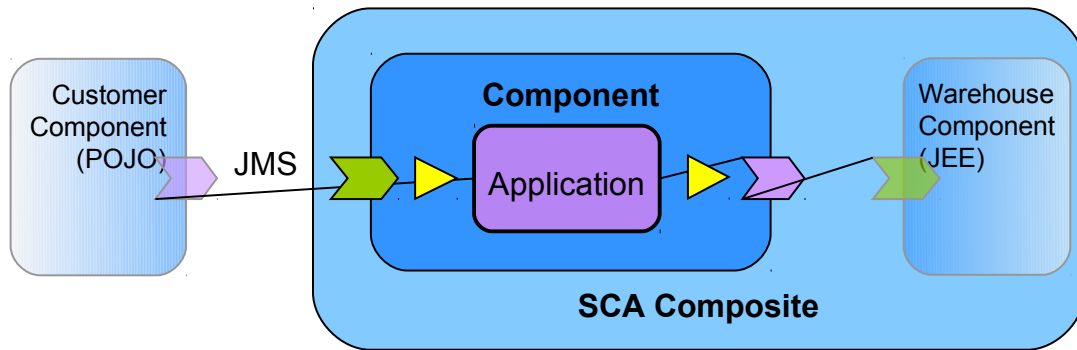 Customer
Component
(POJO)
JMS
Component
Application
Warehouse
Component
(JEE)
SCA Composite